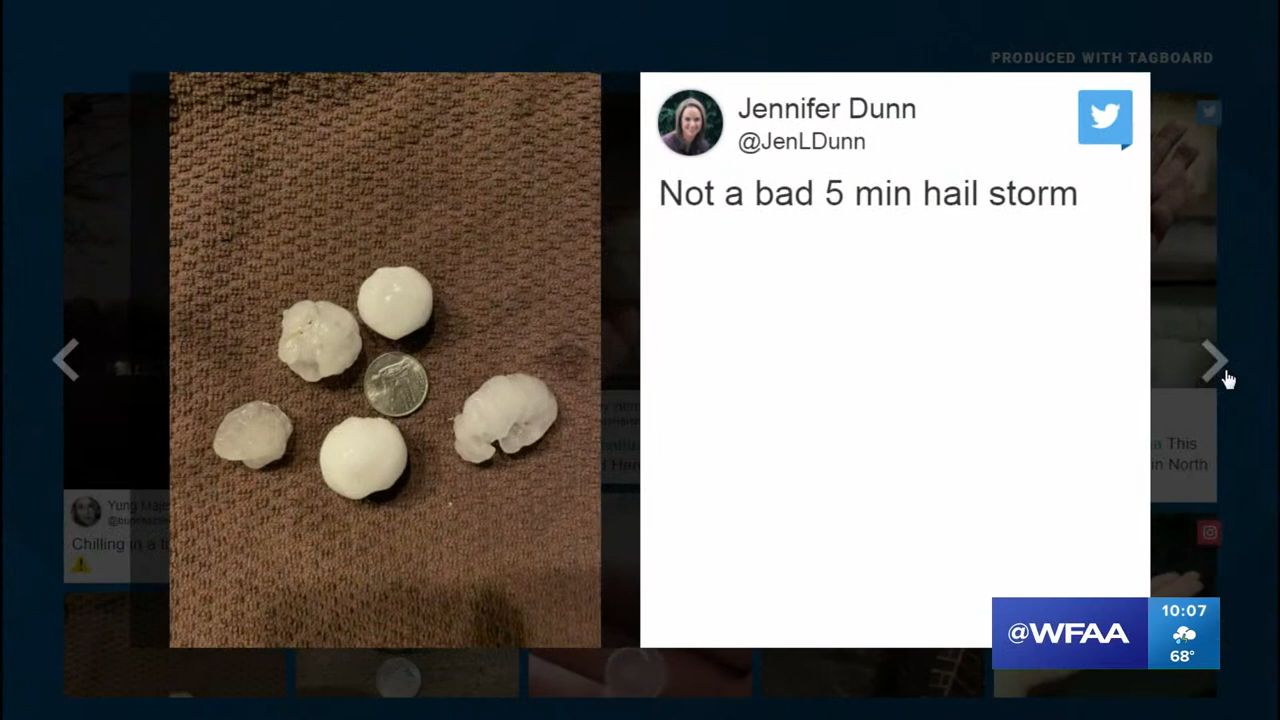 PRODUCED WITH TAGBOARD
Jennifer Dunn
@JenLDunn
Not a bad 5 min hail storm
This
in North
Yung
Chilling in a
@WFAA
10:07
68°